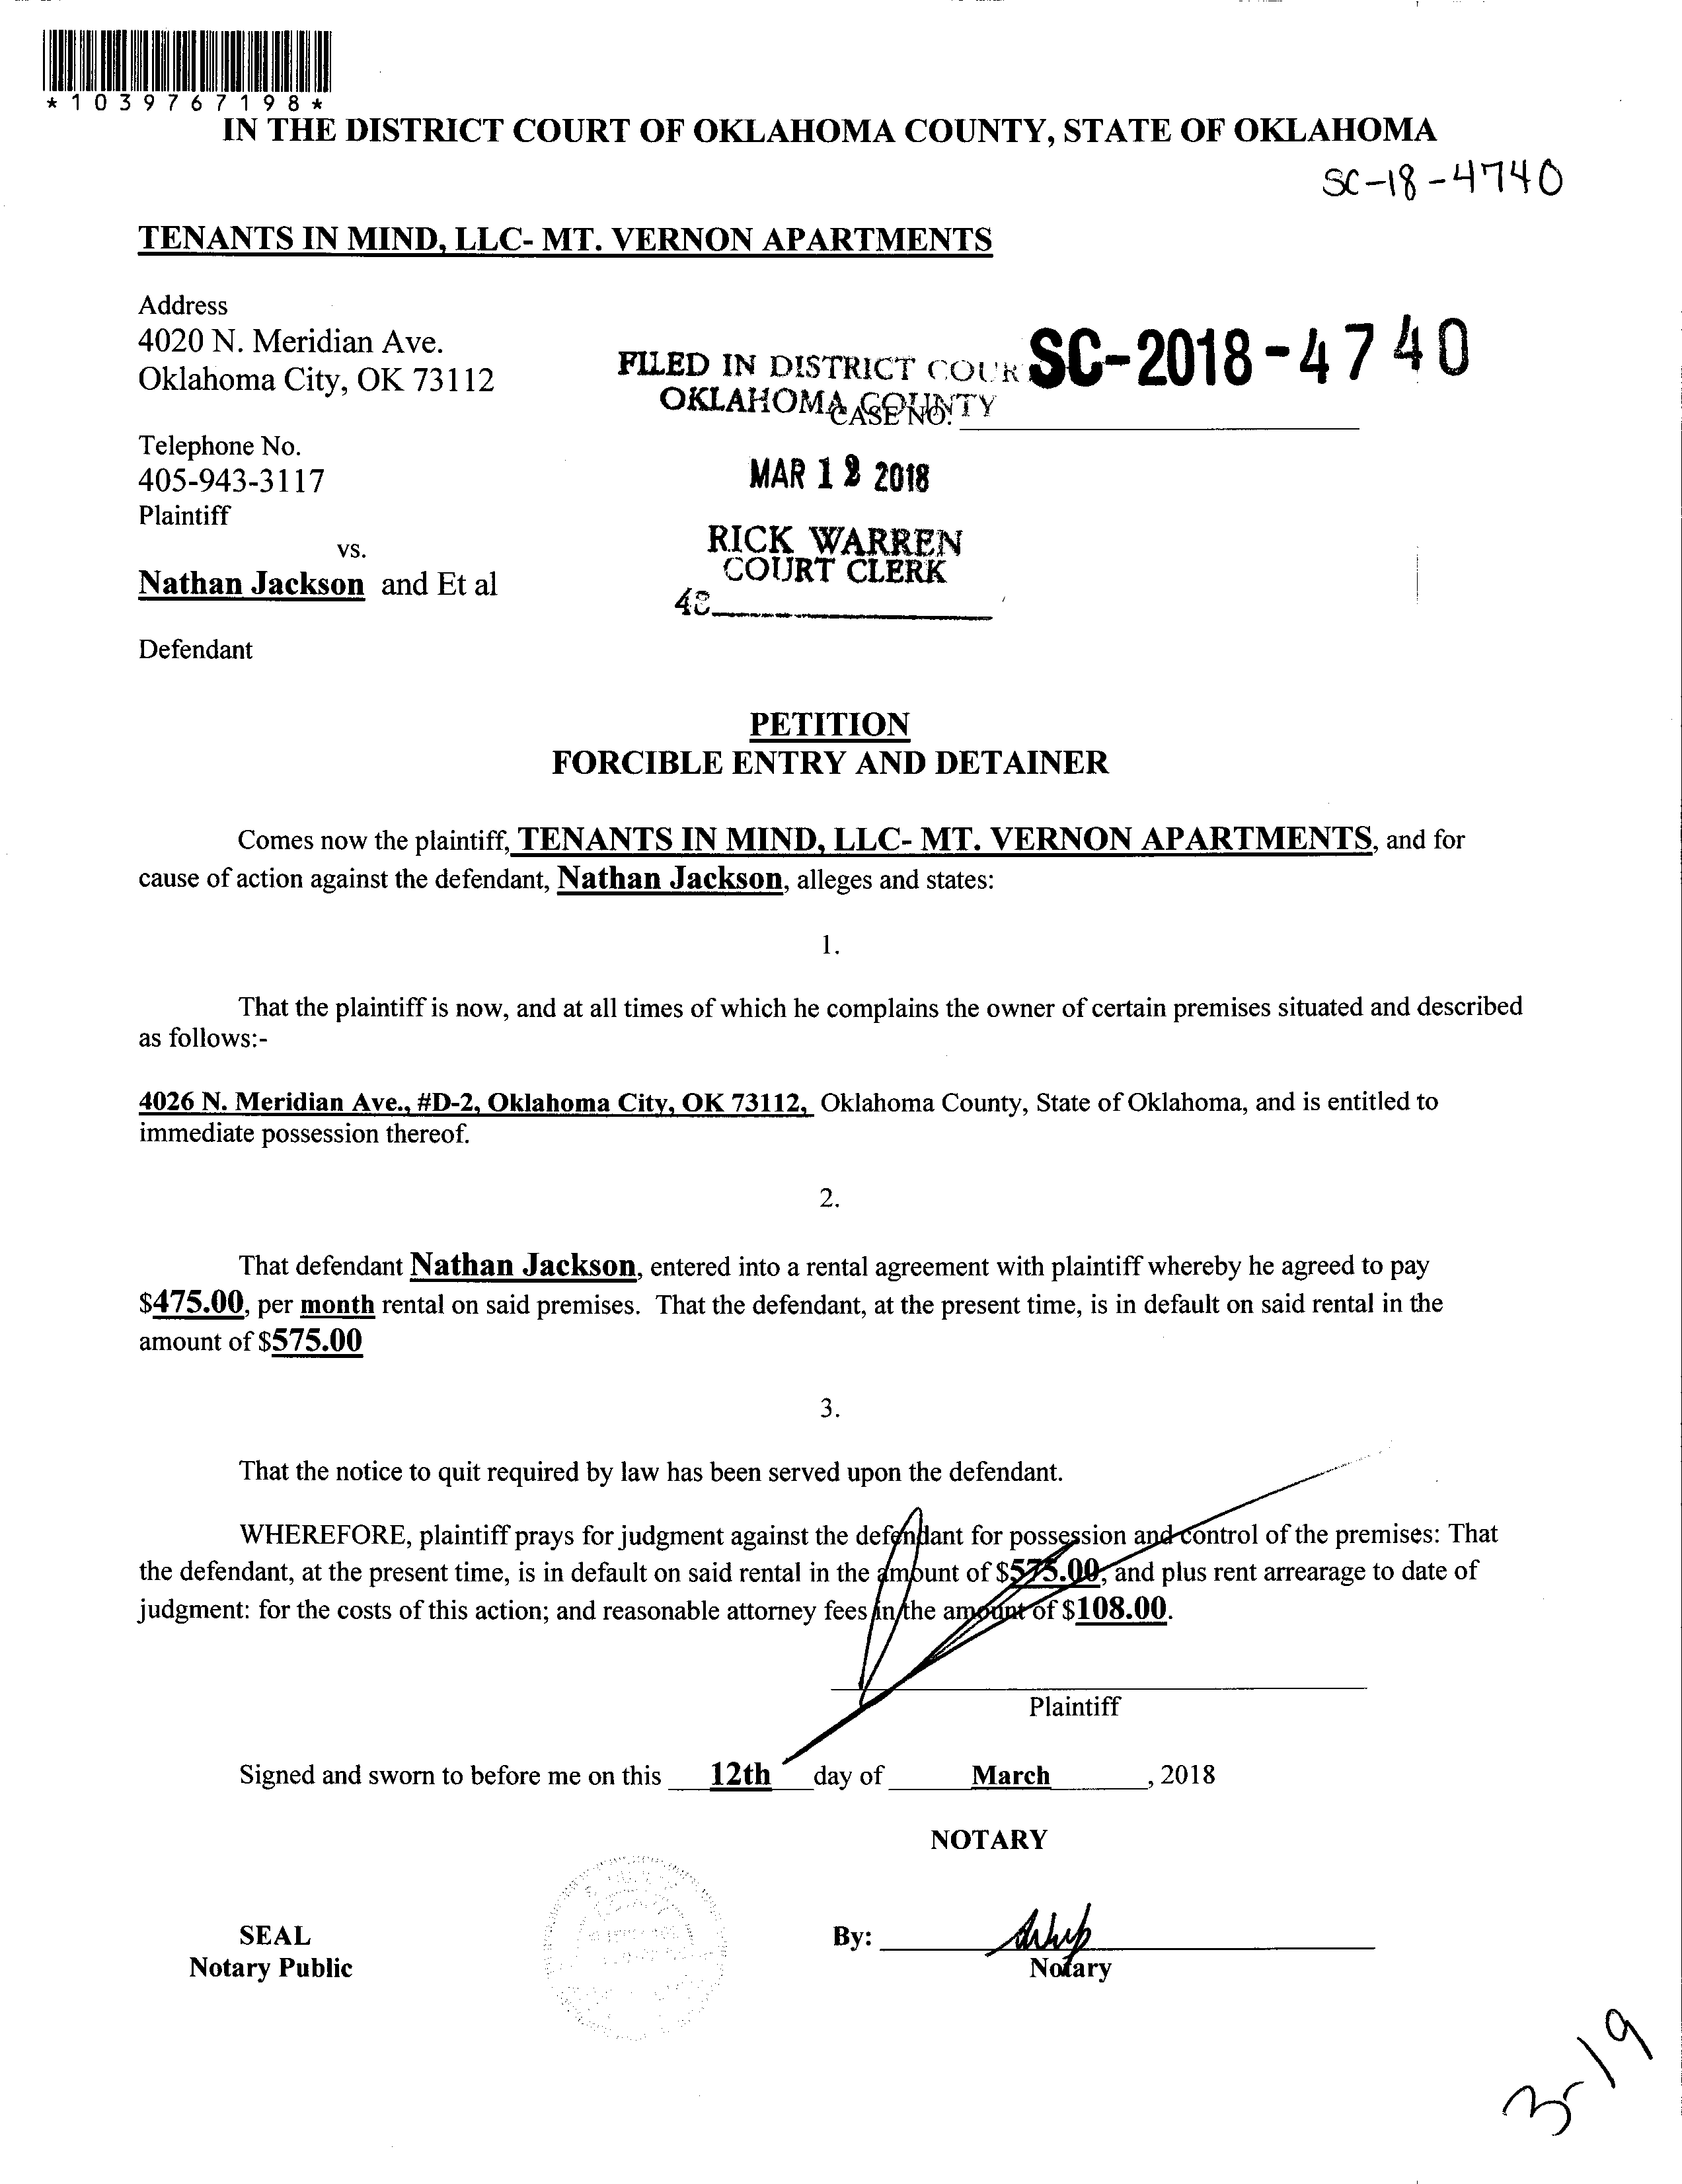 *1039767198*
IN THE DISTRICT COURT OF OKLAHOMA COUNTY, STATE OF OKLAHOMA
SC-18-4740
TENANTS IN MIND, LLC- MT. VERNON APARTMENTS
Address
4020 N. Meridian Ave.
Oklahoma City, OK 73112
FILED IN DISTRICT COUR
OKLAHOMA COUNTY
SC-2018-4740
CASE NO.
Telephone No.
405-943-3117
Plaintiff
MAR 12 2018
vs.
RICK WARREN
COURT CLERK
Nathan Jackson and Et al
Defendant
PETITION
FORCIBLE ENTRY AND DETAINER
Comes now the plaintiff, TENANTS IN MIND, LLC- MT. VERNON APARTMENTS, and for
cause of action against the defendant, Nathan Jackson, alleges and states:
1.
That the plaintiff is now, and at all times of which he complains the owner of certain premises situated and described
as follows:-
4026 N. Meridian Ave., #D-2, Oklahoma City, OK 73112, Oklahoma County, State of Oklahoma, and is entitled to
immediate possession thereof.
2.
That defendant Nathan Jackson, entered into a rental agreement with plaintiff whereby he agreed to pay
$475.00, per month rental on said premises. That the defendant, at the present time, is in default on said rental in the
amount of $575.00
3.
That the notice to quit required by law has been served upon the defendant.
WHEREFORE, plaintiff prays for judgment against the defendant for possession and control of the premises: That
the defendant, at the present time, is in default on said rental in the amount of $575.00, and plus rent arrearage to date of
judgment: for the costs of this action; and reasonable attorney fees in the amount of $108.00.
Plaintiff
Signed and sworn to before me on this 12th day of March, 2018
NOTARY
SEAL
Notary Public
By:
Notary
3-19